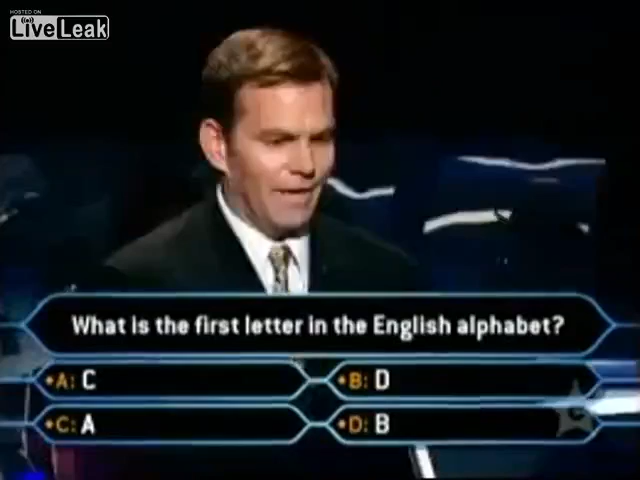 HOSTED ON
LiveLeak
What is the first letter in the English alphabet?
A: C
B: D
C: A
D: B